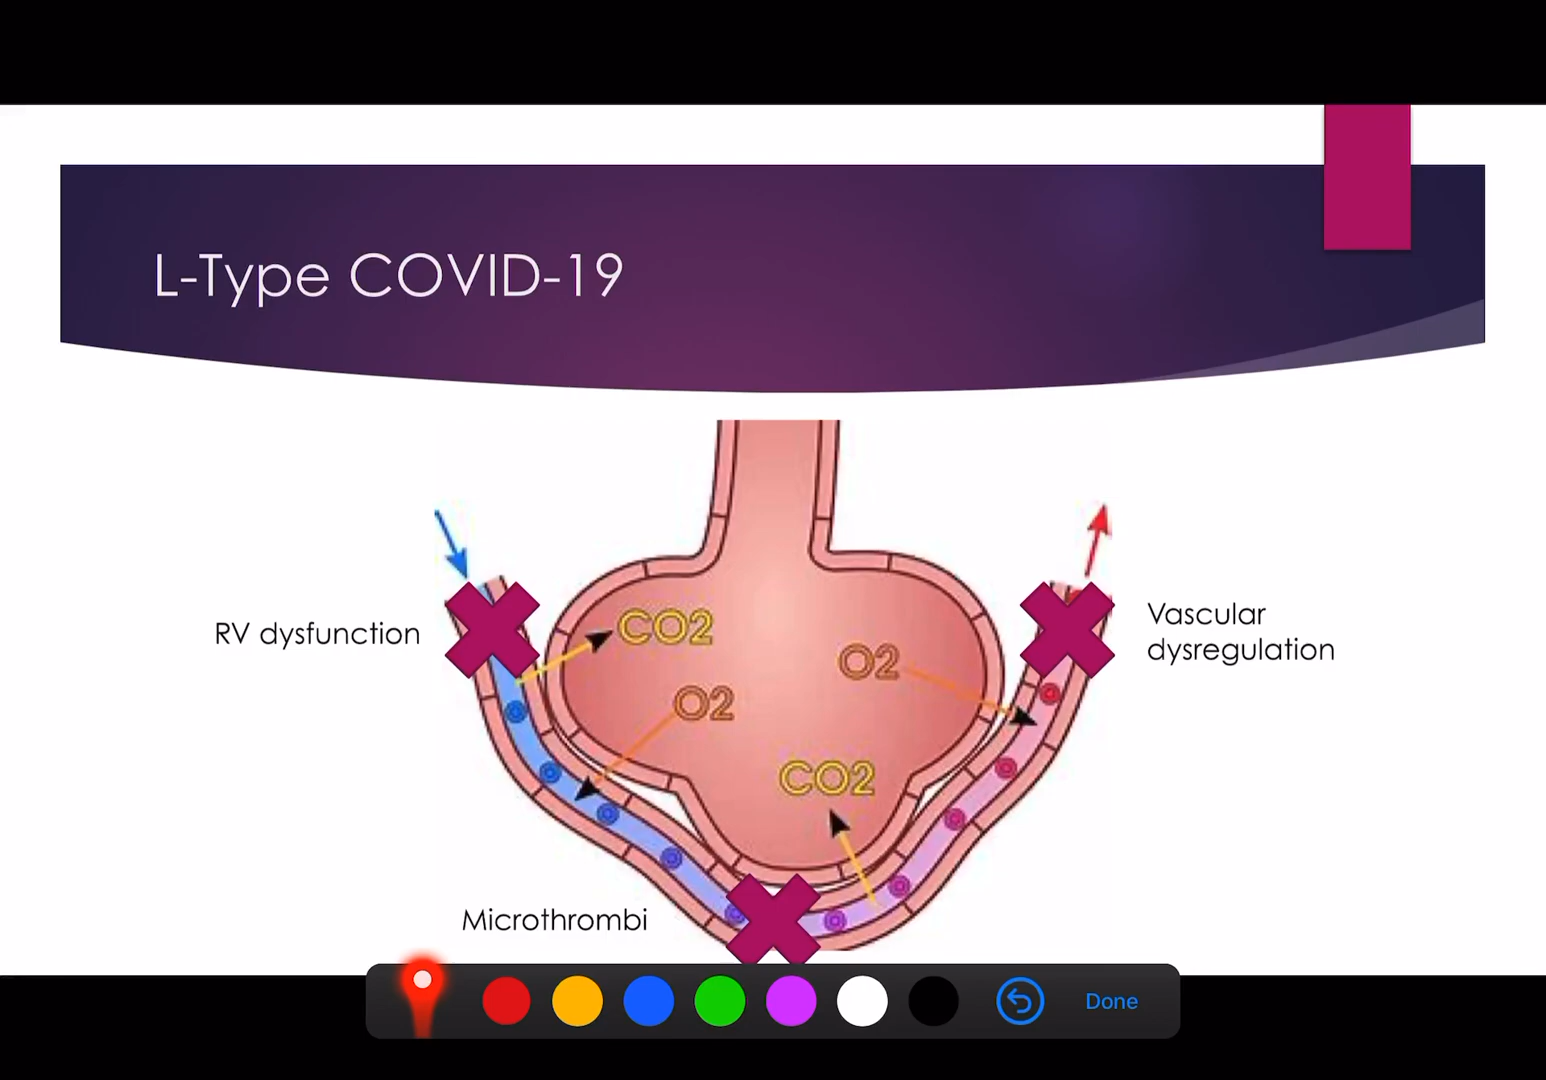 L-Type COVID-19
RV dysfunction
CO2
O2
O2
CO2
Vascular
dysregulation
Microthrombi
Done